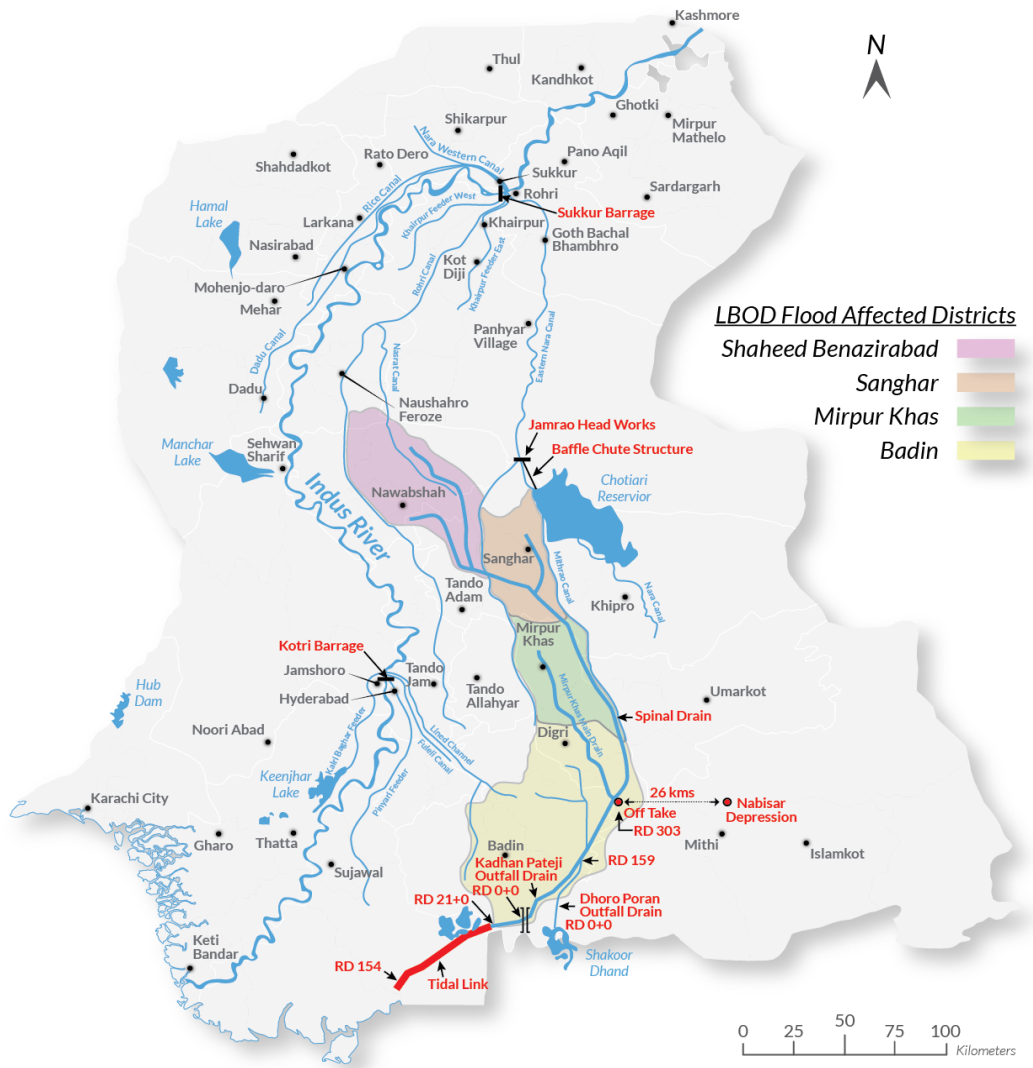 Kashmore
N
Thul
Kandhkot
Ghotki
Mirpur
Mathelo
Shikarpur
Nara Western Canal
Pano Aqil
Shahdadkot
Rato Dero
Sukkur
Rohri
Sardargarh
Rice Canal
Khairpur Feeder West
Sukkur Barrage
Hamal
Lake
Larkana
Khairpur
Goth Bachal
Bhambhro
Nasirabad
Rohri Canal
Kot
Diji
Khairpur Feeder East
Mohenjo-daro
Mehar
Panhyar
Village
Eastern Nara Canal
LBOD Flood Affected Districts
Shaheed Benazirabad
Sanghar
Mirpur Khas
Badin
Dadu Canal
Nasrat Canal
Dadu
Naushahro
Feroze
Jamrao Head Works
Baffle Chute Structure
Manchar
Lake
Sehwan
Sharif
Chotiari
Reservior
Indus River
Nawabshah
Sanghar
Mithrao Canal
Nara Canal
Tando
Adam
Khipro
Mirpur
Khas
Kotri Barrage
Jamshoro
Hyderabad
Tando
Jam
Tando
Allahyar
Mirpur Khas Main Drain
Umarkot
Hub
Dam
Spinal Drain
Noori Abad
Kalri Baghar Feeder
Lined Channel
Fuleli Canal
Digri
Keenjhar
Lake
Pinyari Feeder
26 kms
Karachi City
Off Take
Nabisar
Depression
RD 303
Gharo
Thatta
Mithi
Islamkot
Badin
Sujawal
Kadhan Pateji
Outfall Drain
RD 159
RD 0+0
RD 21+0
Dhoro Poran
Outfall Drain
RD 0+0
Keti
Bandar
Shakoor
Dhand
RD 154
Tidal Link
0 25 50 75 100
Kilometers